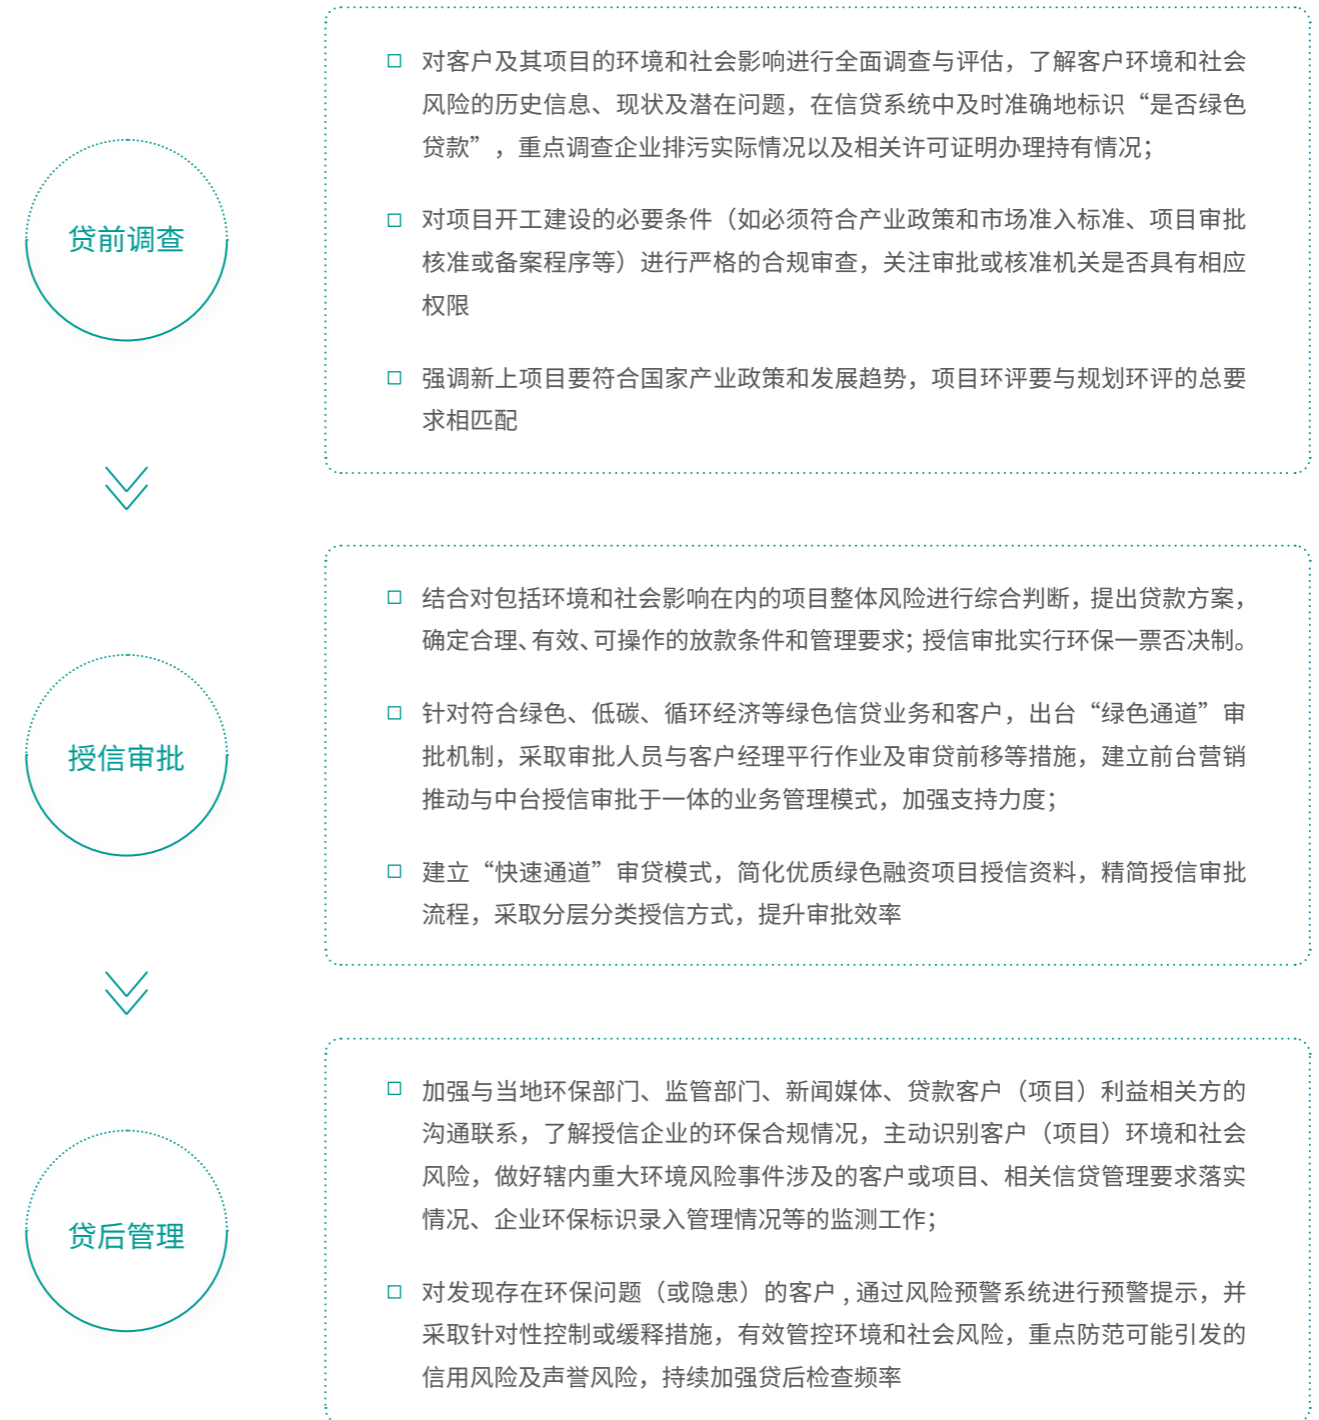 贷前调查
对客户及其项目的环境和社会影响进行全面调查与评估，了解客户环境和社会
风险的历史信息、现状及潜在问题，在信贷系统中及时准确地标识“是否绿色
贷款”，重点调查企业排污实际情况以及相关许可证明办理持有情况；
对项目开工建设的必要条件（如必须符合产业政策和市场准入标准、项目审批
核准或备案程序等）进行严格的合规审查，关注审批或核准机关是否具有相应
权限
强调新上项目要符合国家产业政策和发展趋势，项目环评要与规划环评的总要
求相匹配
授信审批
结合对包括环境和社会影响在内的项目整体风险进行综合判断，提出贷款方案，
确定合理、有效、可操作的放款条件和管理要求；授信审批实行环保一票否决制。
针对符合绿色、低碳、循环经济等绿色信贷业务和客户，出台“绿色通道”审
批机制，采取审批人员与客户经理平行作业及审贷前移等措施，建立前台营销
推动与中台授信审批于一体的业务管理模式，加强支持力度；
建立“快速通道”审贷模式，简化优质绿色融资项目授信资料，精简授信审批
流程，采取分层分类授信方式，提升审批效率
贷后管理
加强与当地环保部门、监管部门、新闻媒体、贷款客户（项目）利益相关方的
沟通联系，了解授信企业的环保合规情况，主动识别客户（项目）环境和社会
风险，做好辖内重大环境风险事件涉及的客户或项目、相关信贷管理要求落实
情况、企业环保标识录入管理情况等的监测工作；
对发现存在环保问题（或隐患）的客户 , 通过风险预警系统进行预警提示，并
采取针对性控制或缓释措施，有效管控环境和社会风险，重点防范可能引发的
信用风险及声誉风险，持续加强贷后检查频率